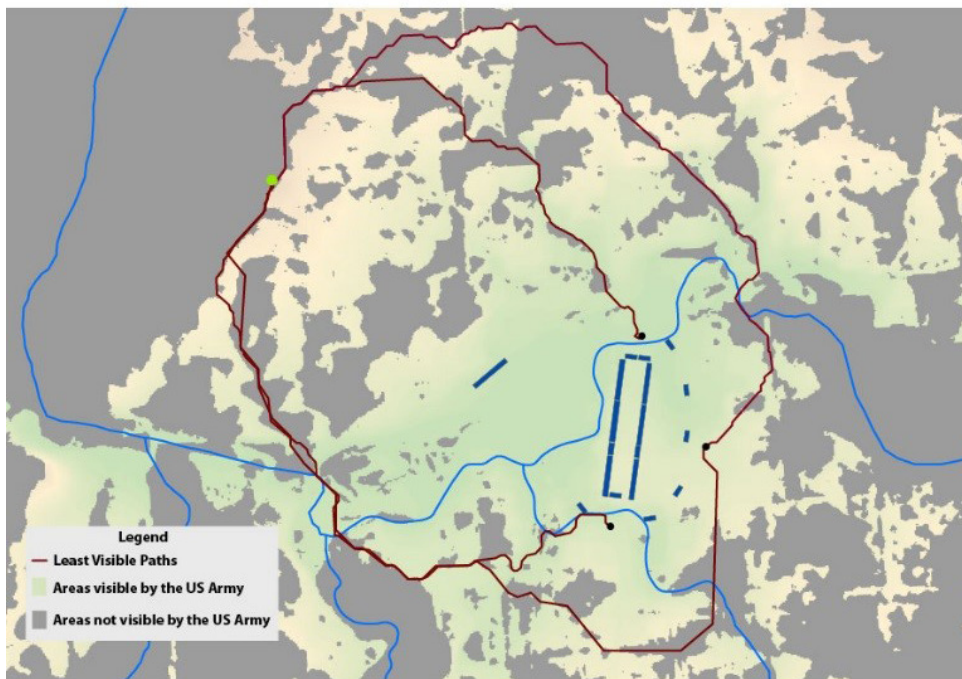 Legend
Least Visible Paths
Areas visible by the US Army
Areas not visible by the US Army